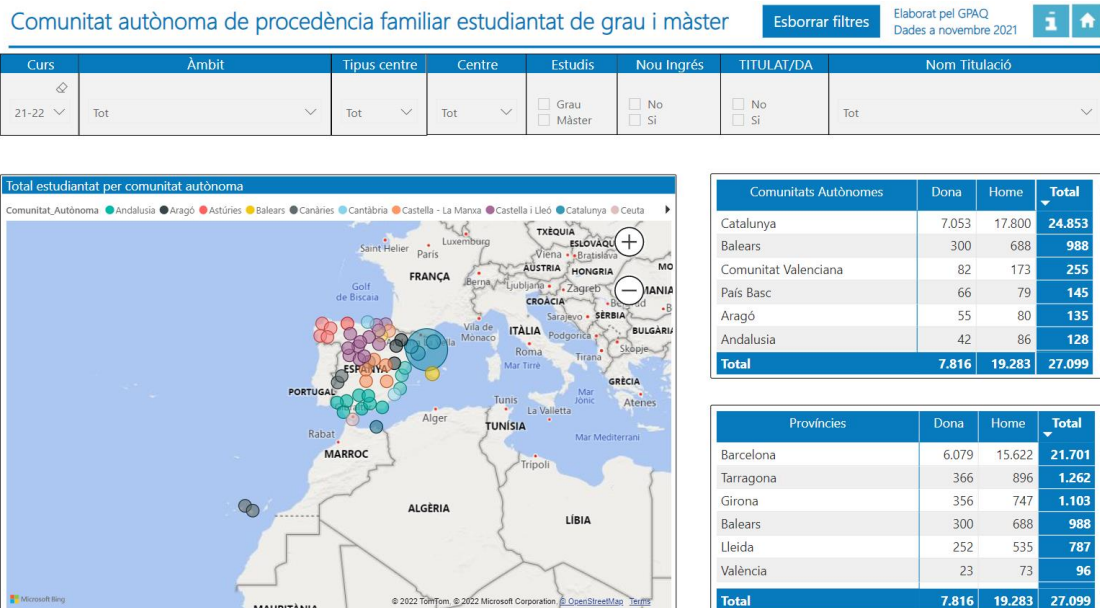 Comunitat autònoma de procedència familiar estudiantat de grau i màster
Esborrar filtres
Elaborat pel GPAQ
Dades a novembre 2021
Curs Àmbit Tipus centre Centre Estudis Nou Ingrés TITULAT/DA Nom Titulació
21-22 Tot Tot Tot Grau No No Tot
Màster Si Si
Total estudiantat per comunitat autònoma
Comunitat_Autònoma Andalusia Aragó Astúries Balears Canàries Cantàbria Castella - La Manxa Castella i Lleó Catalunya Ceuta
TXÈQUIA
Luxemburg
ESLOVÀQU
Saint Helier
París
Viena
Bratislava
ÀUSTRIA
HONGRIA
MO
FRANÇA
Berna
Ljubljana
Zagreb
MANIA
Golf
de Biscaia
CROÀCIA
Sarajevo
SÈRBIA
Vila de
Mònaco
ITÀLIA
Podgorica
BULGÀRIA
Roma
Skopje
Mar Tirrè
Tirana
ESPANYA
GRÈCIA
PORTUGAL
Tunis
Mar
Jònic
Atenes
Alger
La Valletta
TUNÍSIA
Rabat
Mar Mediterrani
MARROC
Trípoli
ALGÈRIA
LÍBIA
MAURITÀNIA
Microsoft Bing
© 2022 TomTom, © 2022 Microsoft Corporation, © OpenStreetMap Terms
Comunitats Autònomes Dona Home Total
Catalunya 7.053 17.800 24.853
Balears 300 688 988
Comunitat Valenciana 82 173 255
País Basc 66 79 145
Aragó 55 80 135
Andalusia 42 86 128
Total 7.816 19.283 27.099
Províncies Dona Home Total
Barcelona 6.079 15.622 21.701
Tarragona 366 896 1.262
Girona 356 747 1.103
Balears 300 688 988
Lleida 252 535 787
València 23 73 96
Total 7.816 19.283 27.099